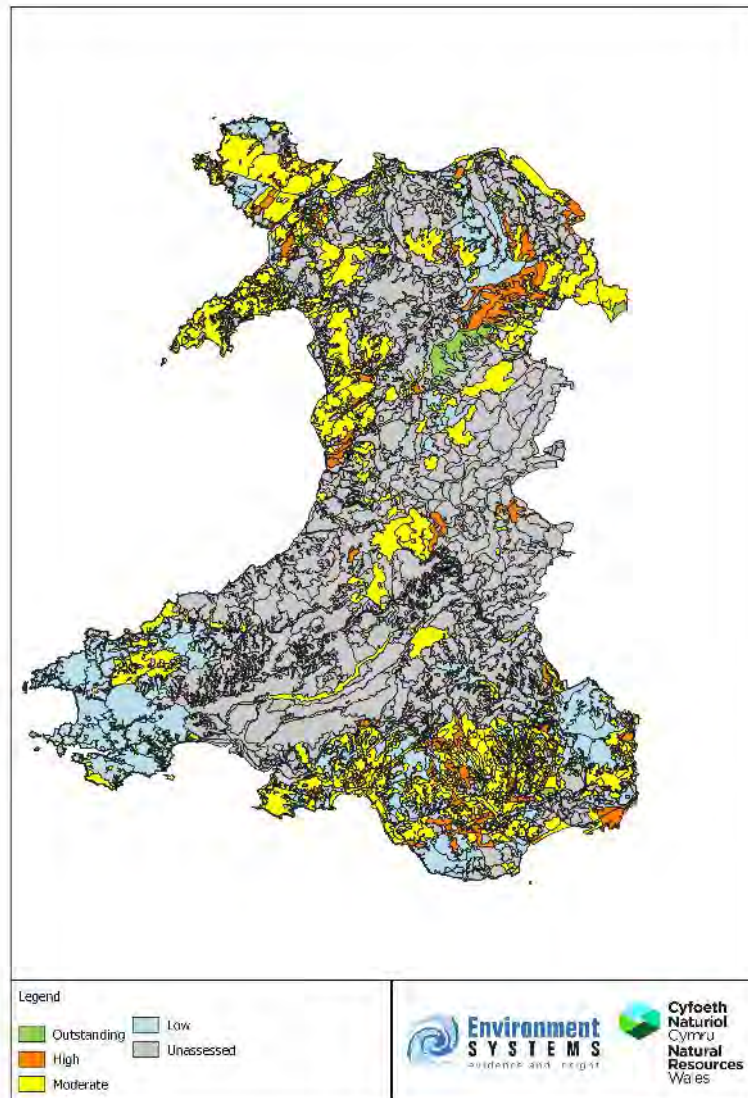 Legend
Outstanding
High
Moderate
Low
Unassessed
Environment
SYSTEMS
evidence and insight
Cyfoeth
Naturiol
Cymru
Natural
Resources
Wales